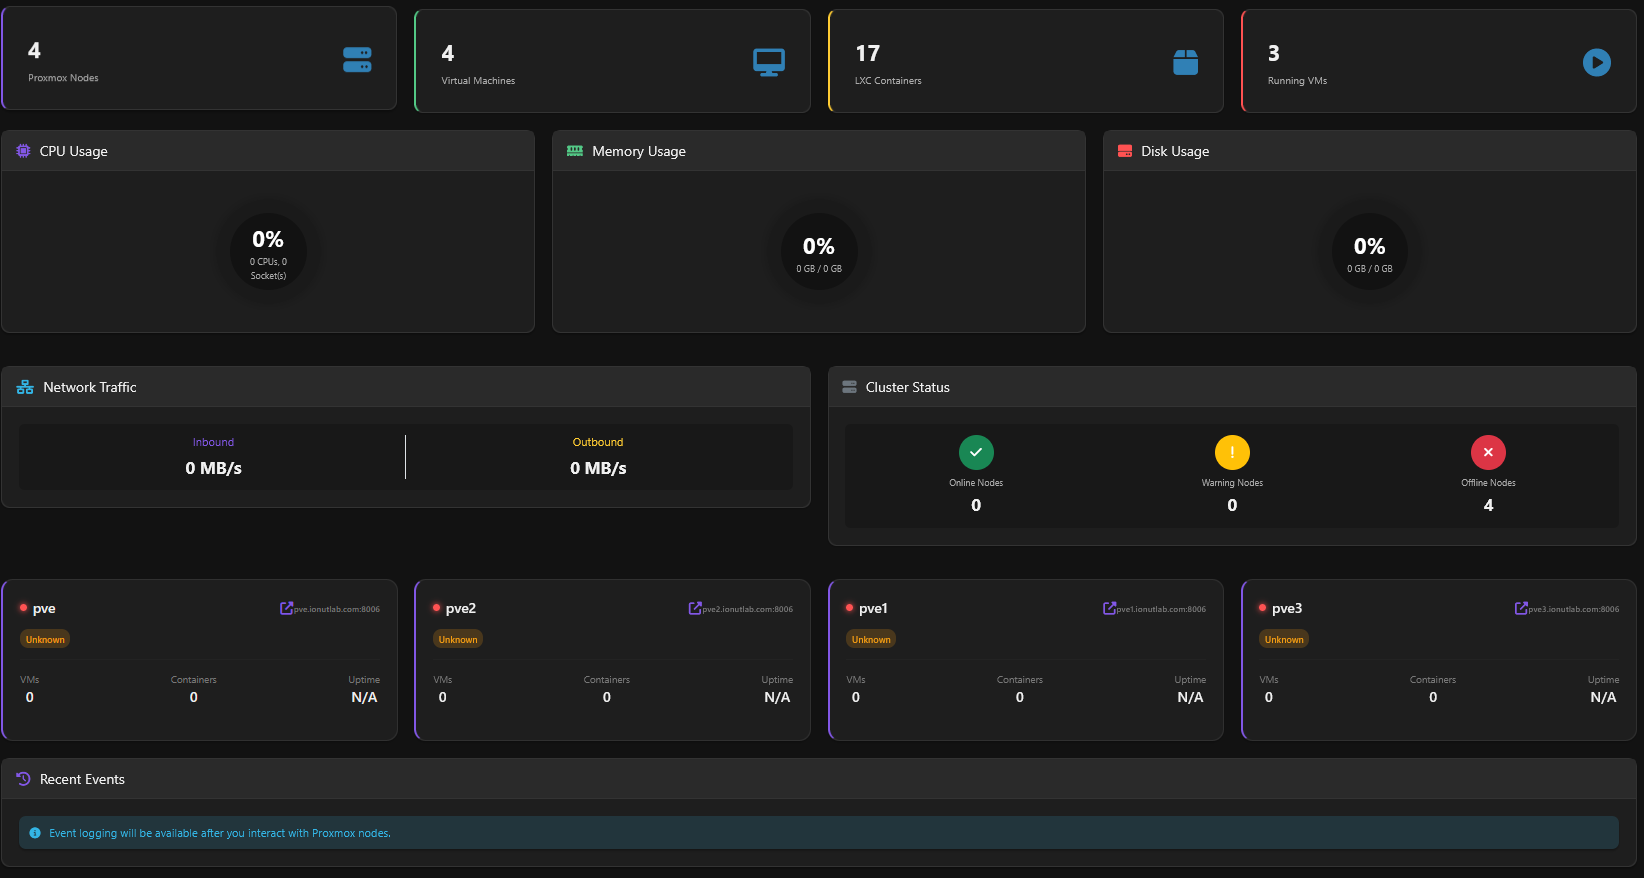 4
Proxmox Nodes
4
Virtual Machines
17
LXC Containers
3
Running VMs
CPU Usage
0%
0 CPUs, 0
Socket(s)
Memory Usage
0%
0 GB / 0 GB
Disk Usage
0%
0 GB / 0 GB
Network Traffic
Inbound
0 MB/s
Outbound
0 MB/s
Cluster Status
Online Nodes
0
Warning Nodes
0
Offline Nodes
4
pve
pve.ionutlab.com:8006
Unknown
VMs
0
Containers
0
Uptime
N/A
pve2
pve2.ionutlab.com:8006
Unknown
VMs
0
Containers
0
Uptime
N/A
pve1
pve1.ionutlab.com:8006
Unknown
VMs
0
Containers
0
Uptime
N/A
pve3
pve3.ionutlab.com:8006
Unknown
VMs
0
Containers
0
Uptime
N/A
Recent Events
Event logging will be available after you interact with Proxmox nodes.